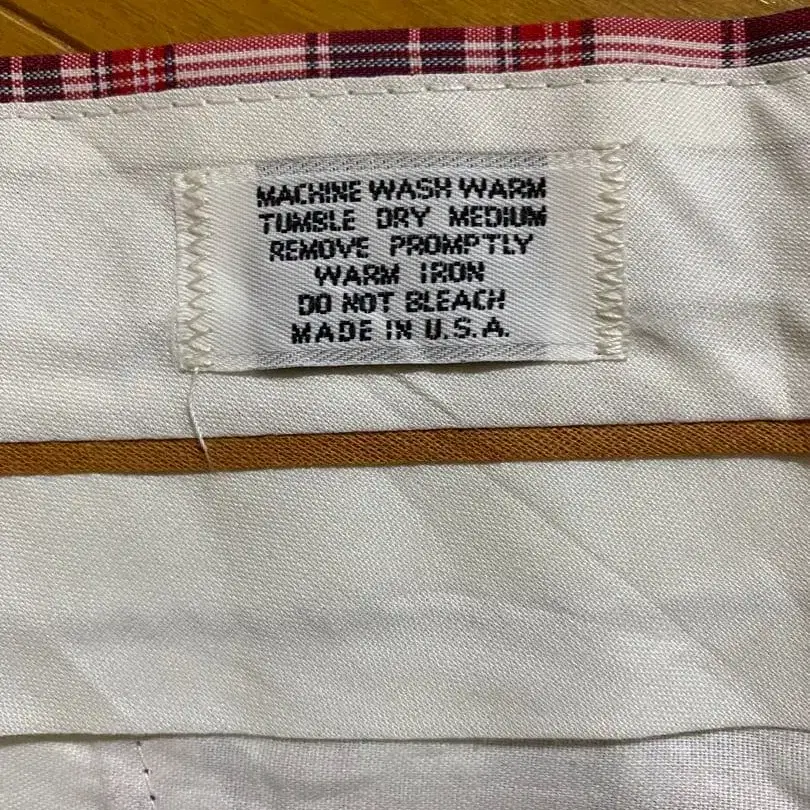 MACHINE WASH WARM
TUMBLE DRY MEDIUM
REMOVE PROMPTLY
WARM IRON
DO NOT BLEACH
MADE IN U.S.A.